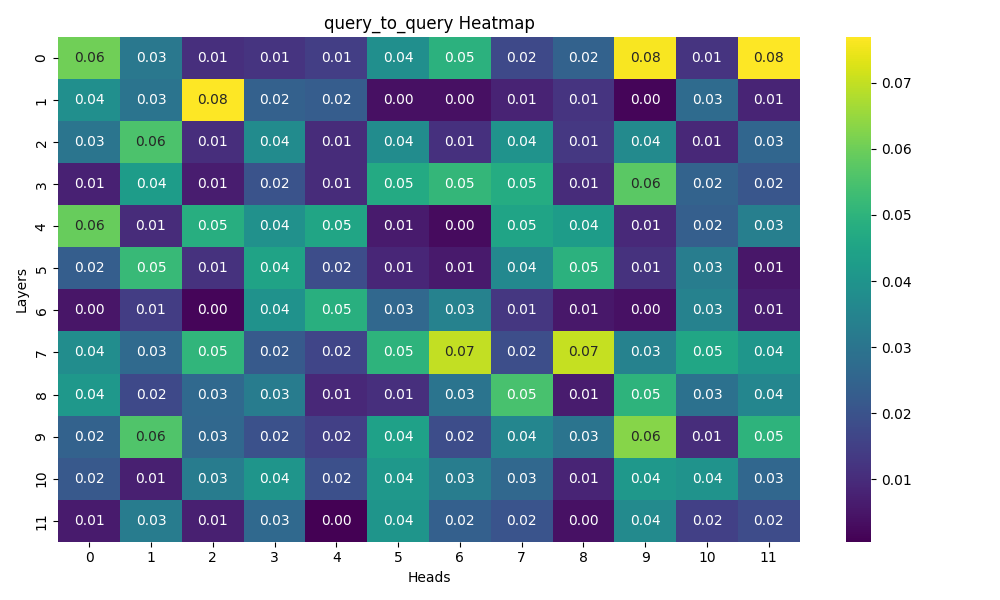 query_to_query Heatmap
0 0.06 0.03 0.01 0.01 0.01 0.04 0.05 0.02 0.02 0.08 0.01 0.08
1 0.04 0.03 0.08 0.02 0.02 0.00 0.00 0.01 0.01 0.00 0.03 0.01
2 0.03 0.06 0.01 0.04 0.01 0.04 0.01 0.04 0.01 0.04 0.01 0.03
3 0.01 0.04 0.01 0.02 0.01 0.05 0.05 0.05 0.01 0.06 0.02 0.02
4 0.06 0.01 0.05 0.04 0.05 0.01 0.00 0.05 0.04 0.01 0.02 0.03
5 0.02 0.05 0.01 0.04 0.02 0.01 0.01 0.04 0.05 0.01 0.03 0.01
6 0.00 0.01 0.00 0.04 0.05 0.03 0.03 0.01 0.01 0.00 0.03 0.01
7 0.04 0.03 0.05 0.02 0.02 0.05 0.07 0.02 0.07 0.03 0.05 0.04
8 0.04 0.02 0.03 0.03 0.01 0.01 0.03 0.05 0.01 0.05 0.03 0.04
9 0.02 0.06 0.03 0.02 0.02 0.04 0.02 0.04 0.03 0.06 0.01 0.05
10 0.02 0.01 0.03 0.04 0.02 0.04 0.03 0.03 0.01 0.04 0.04 0.03
11 0.01 0.03 0.01 0.03 0.00 0.04 0.02 0.02 0.00 0.04 0.02 0.02
0 1 2 3 4 5 6 7 8 9 10 11
Heads
Layers
0.07
0.06
0.05
0.04
0.03
0.02
0.01